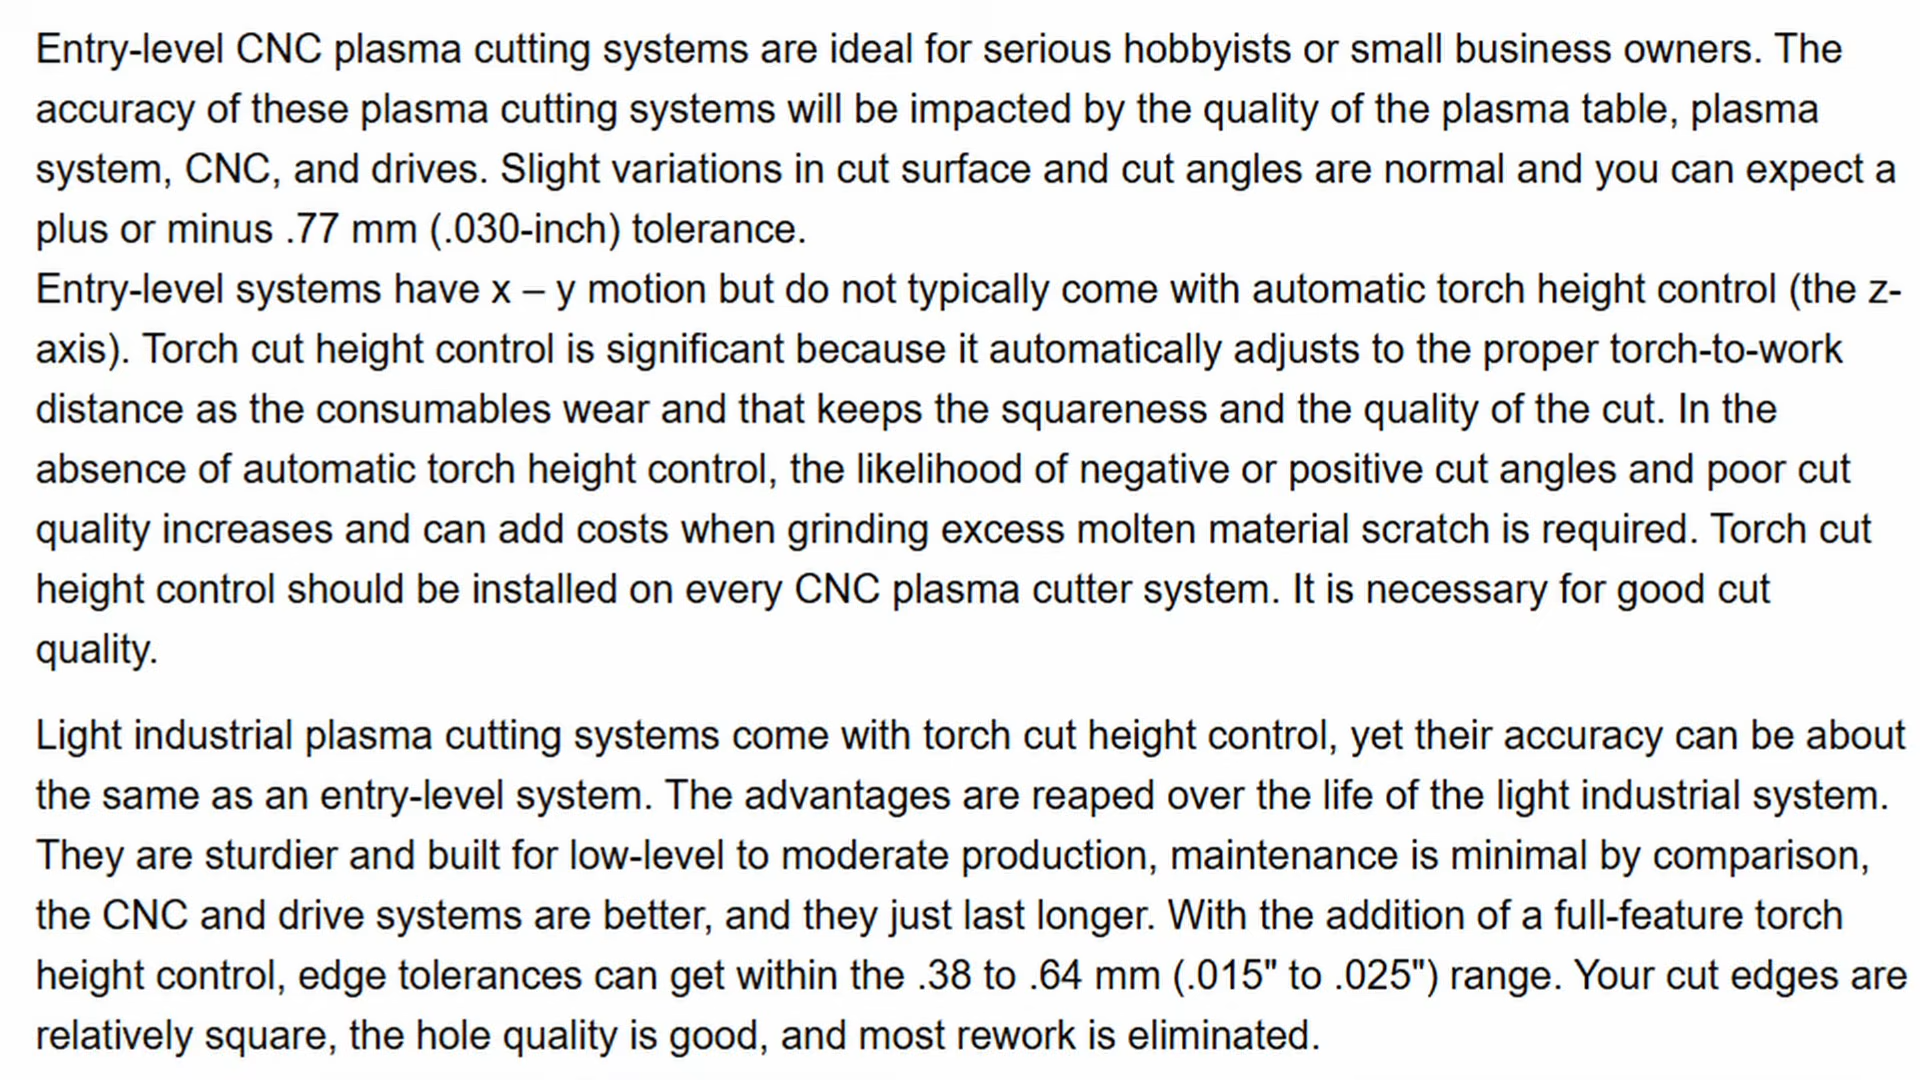 Entry-level CNC plasma cutting systems are ideal for serious hobbyists or small business owners. The
accuracy of these plasma cutting systems will be impacted by the quality of the plasma table, plasma
system, CNC, and drives. Slight variations in cut surface and cut angles are normal and you can expect a
plus or minus .77 mm (.030-inch) tolerance.
Entry-level systems have x – y motion but do not typically come with automatic torch height control (the z-
axis). Torch cut height control is significant because it automatically adjusts to the proper torch-to-work
distance as the consumables wear and that keeps the squareness and the quality of the cut. In the
absence of automatic torch height control, the likelihood of negative or positive cut angles and poor cut
quality increases and can add costs when grinding excess molten material scratch is required. Torch cut
height control should be installed on every CNC plasma cutter system. It is necessary for good cut
quality.
Light industrial plasma cutting systems come with torch cut height control, yet their accuracy can be about
the same as an entry-level system. The advantages are reaped over the life of the light industrial system.
They are sturdier and built for low-level to moderate production, maintenance is minimal by comparison,
the CNC and drive systems are better, and they just last longer. With the addition of a full-feature torch
height control, edge tolerances can get within the .38 to .64 mm (.015" to .025") range. Your cut edges are
relatively square, the hole quality is good, and most rework is eliminated.